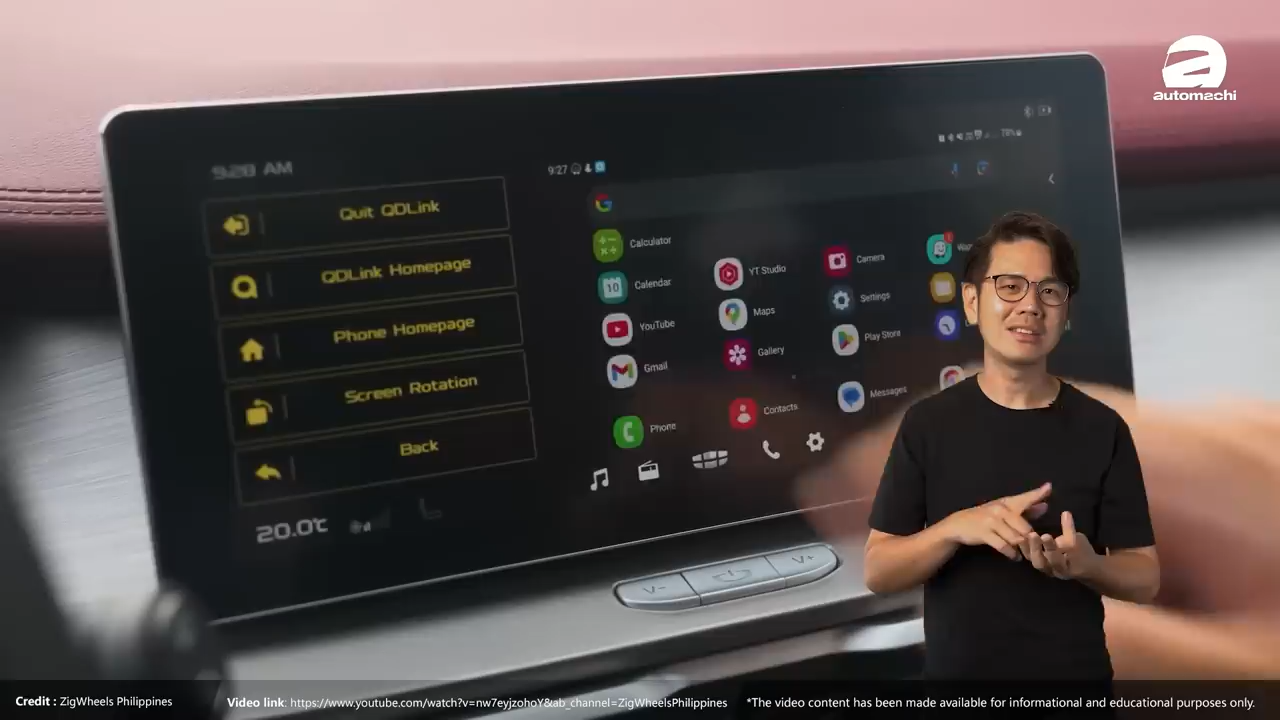 automachi
9:28 AM
Quit QDLink
QDLink Homepage
Phone Homepage
Screen Rotation
Back
20.0℃
9:27
78%
Calculator
Calendar
10
YouTube
Gmail
Phone
YT Studio
Maps
Gallery
Contacts
Camera
Settings
Play Store
Messages
V-
V+
Credit : ZigWheels Philippines
Video link: https://www.youtube.com/watch?v=nw7eyjzohoY&ab_channel=ZigWheelsPhilippines
*The video content has been made available for informational and educational purposes only.